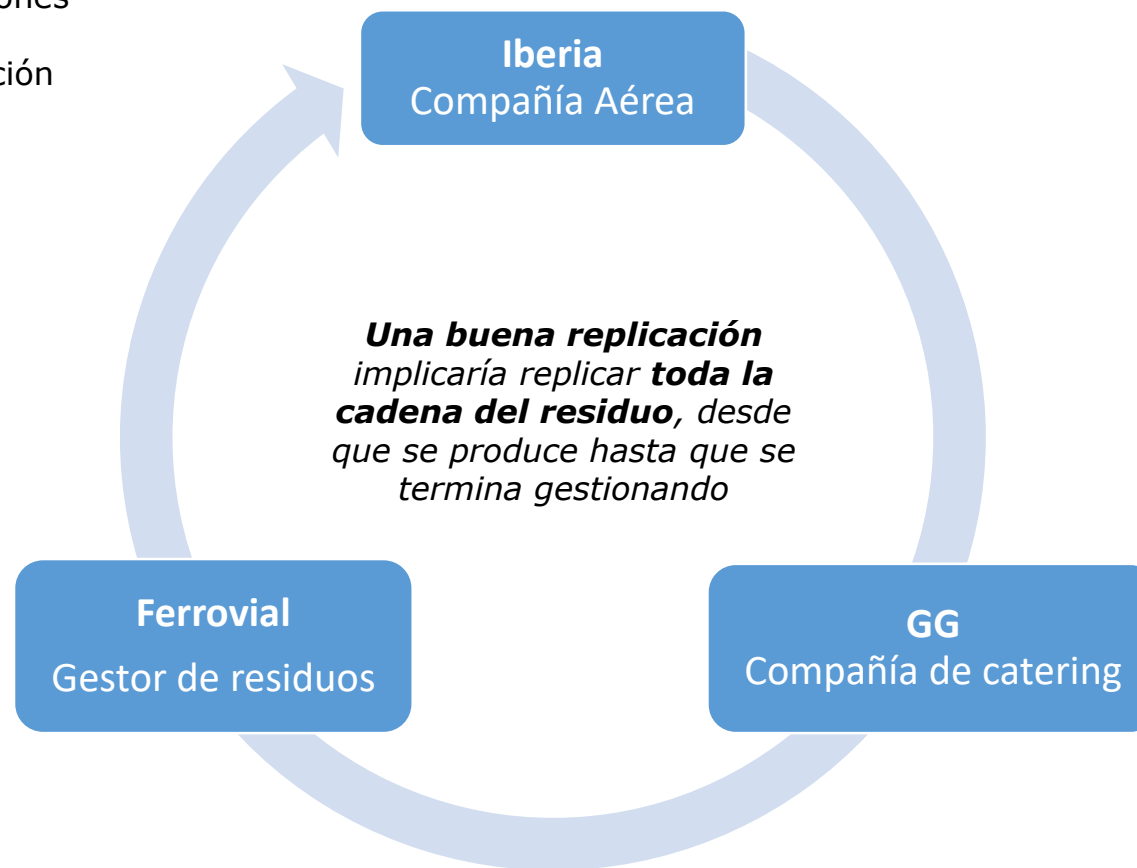 ones
ción
Iberia
Compañía Aérea
Una buena replicación
implicaría replicar toda la
cadena del residuo, desde
que se produce hasta que se
termina gestionando
Ferrovial
Gestor de residuos
GG
Compañía de catering